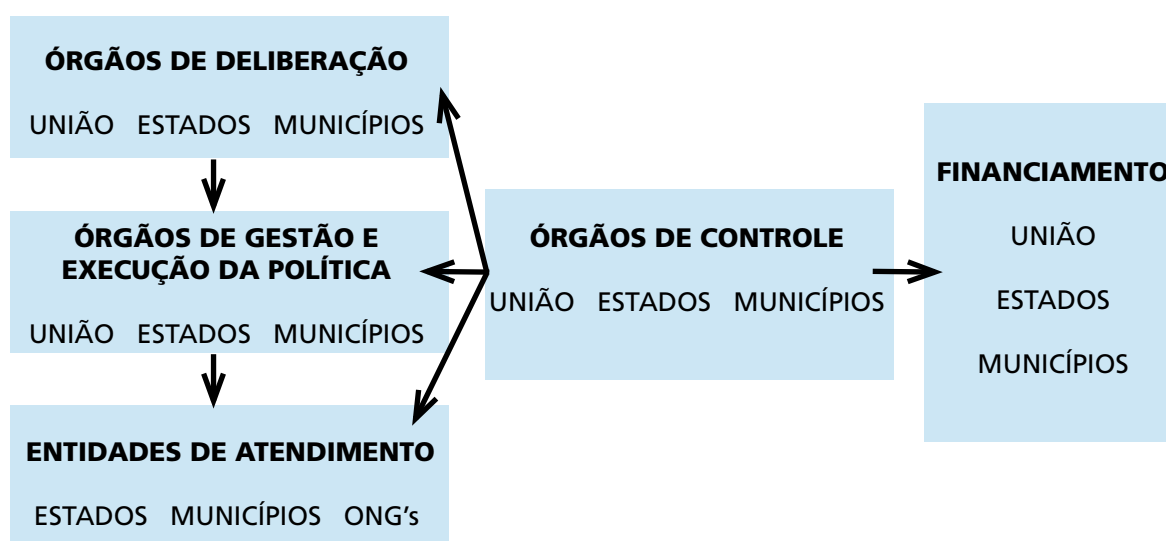 ÓRGÃOS DE DELIBERAÇÃO
UNIÃO ESTADOS MUNICÍPIOS
ÓRGÃOS DE GESTÃO E
EXECUÇÃO DA POLÍTICA
UNIÃO ESTADOS MUNICÍPIOS
ENTIDADES DE ATENDIMENTO
ESTADOS MUNICÍPIOS ONG's
ÓRGÃOS DE CONTROLE
UNIÃO ESTADOS MUNICÍPIOS
FINANCIAMENTO
UNIÃO
ESTADOS
MUNICÍPIOS